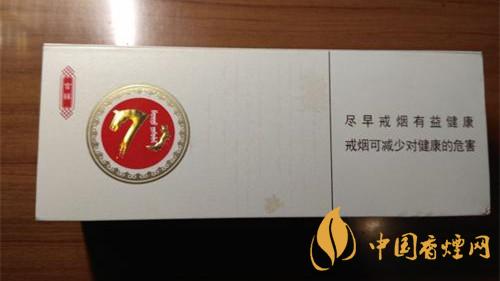 尽早戒烟有益健康
戒烟可减少对健康的危害
中国香煙网